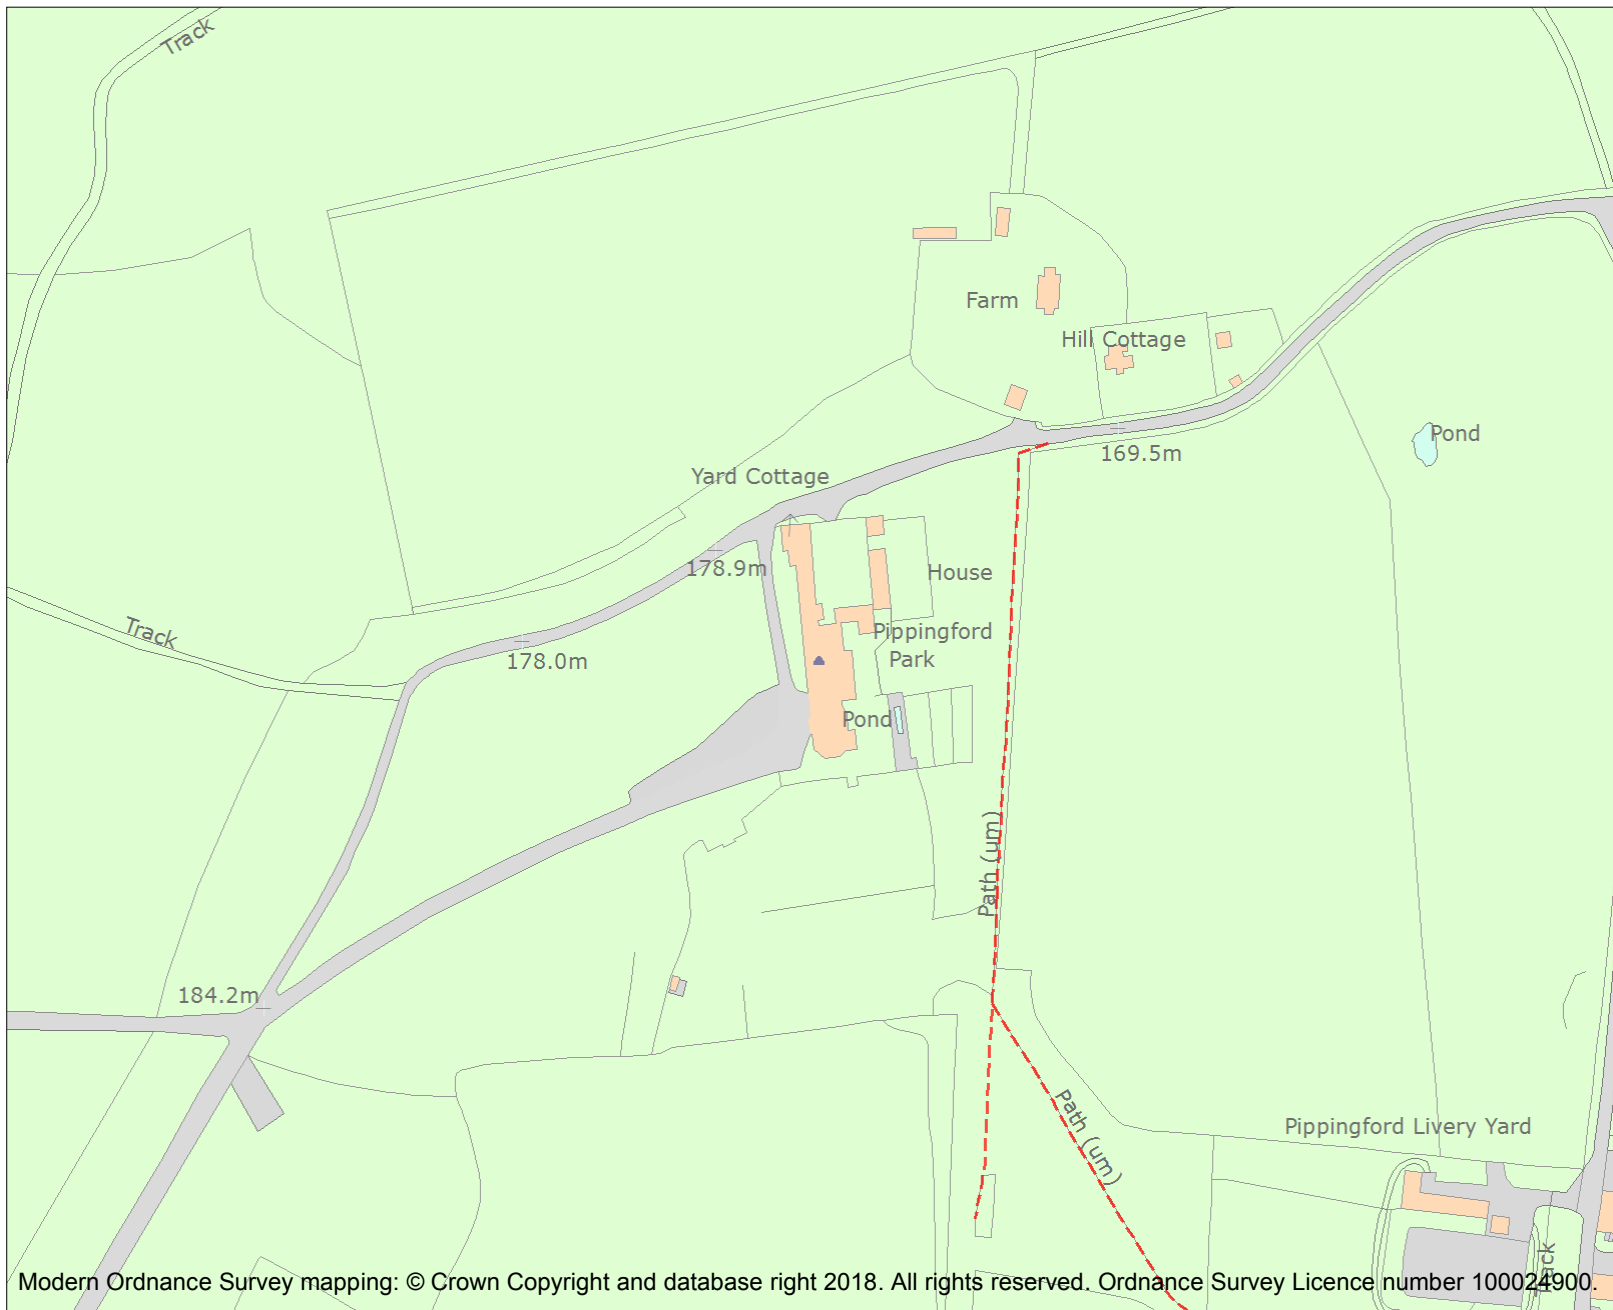 Track
Farm
Hill Cottage
Pond
169.5m
Yard Cottage
178.9m
House
Track
Pippingford
Park
178.0m
Pond
Path (um)
184.2m
Path (um)
Pippingford Livery Yard
Track
Modern Ordnance Survey mapping: © Crown Copyright and database right 2018. All rights reserved. Ordnance Survey Licence number 100024900.